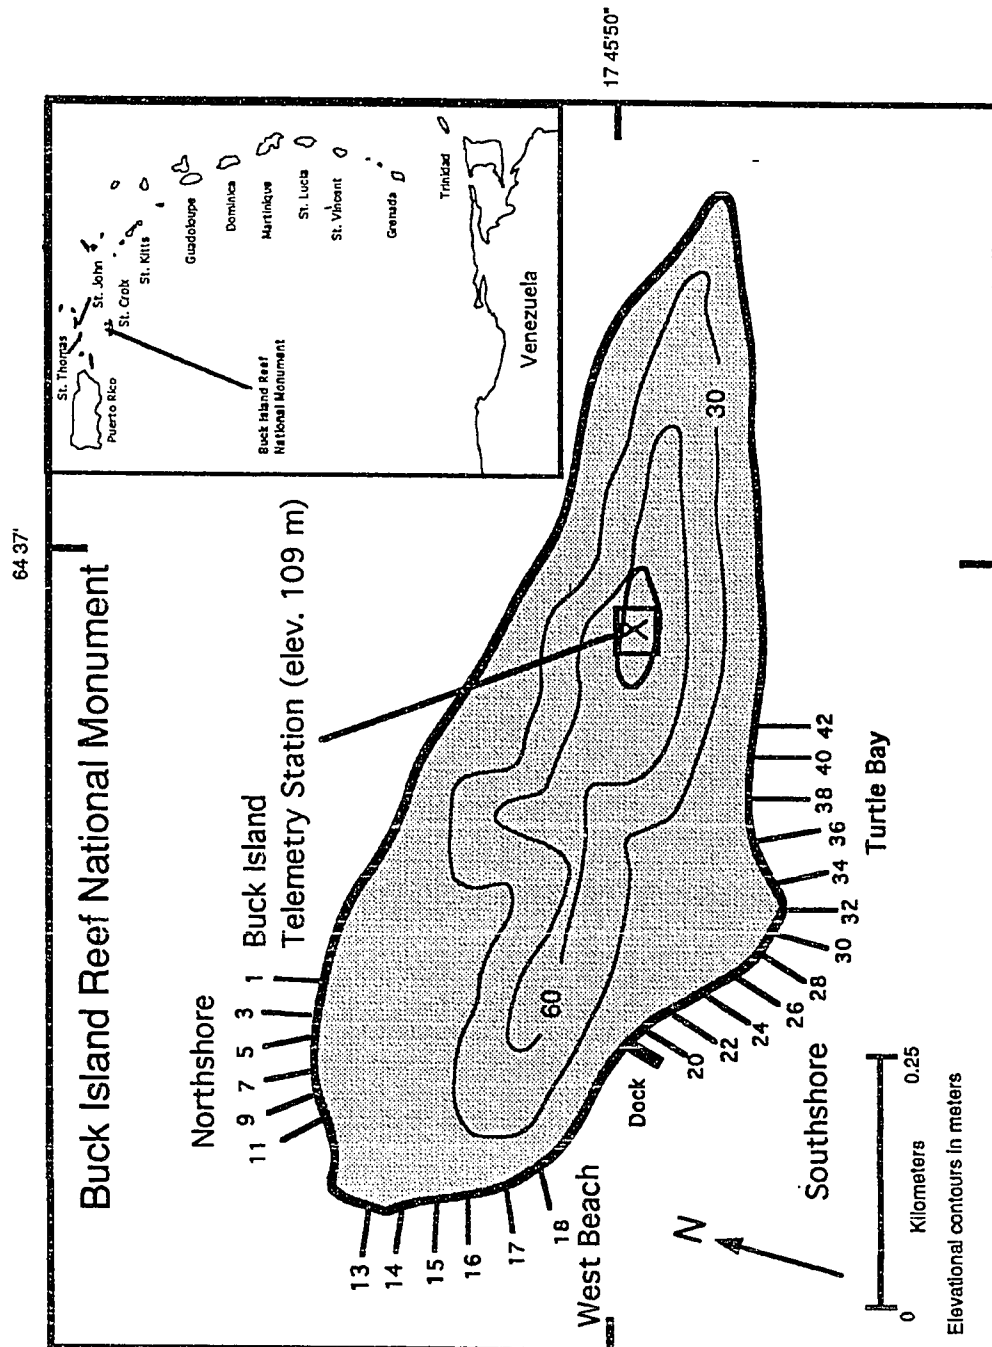 Buck Island Reef National Monument
64 37'
17 45'50"
St. Thomas
St. John
Puerto Rico
St. Croix
St. Kitts
Guadoloupe
Dominica
Martinique
St. Lucia
St. Vincent
Grenada
Trinidad
Venezuela
Buck Island Reef
National Monument
Buck Island
Telemetry Station (elev. 109 m)
X
Northshore
11
9
7
5
3
1
13
14
15
16
17
18
West Beach
60
30
Dock
20
22
24
26
28
30
32
34
36
38
40
42
Turtle Bay
Southshore
N
0
0.25
Kilometers
Elevational contours in meters